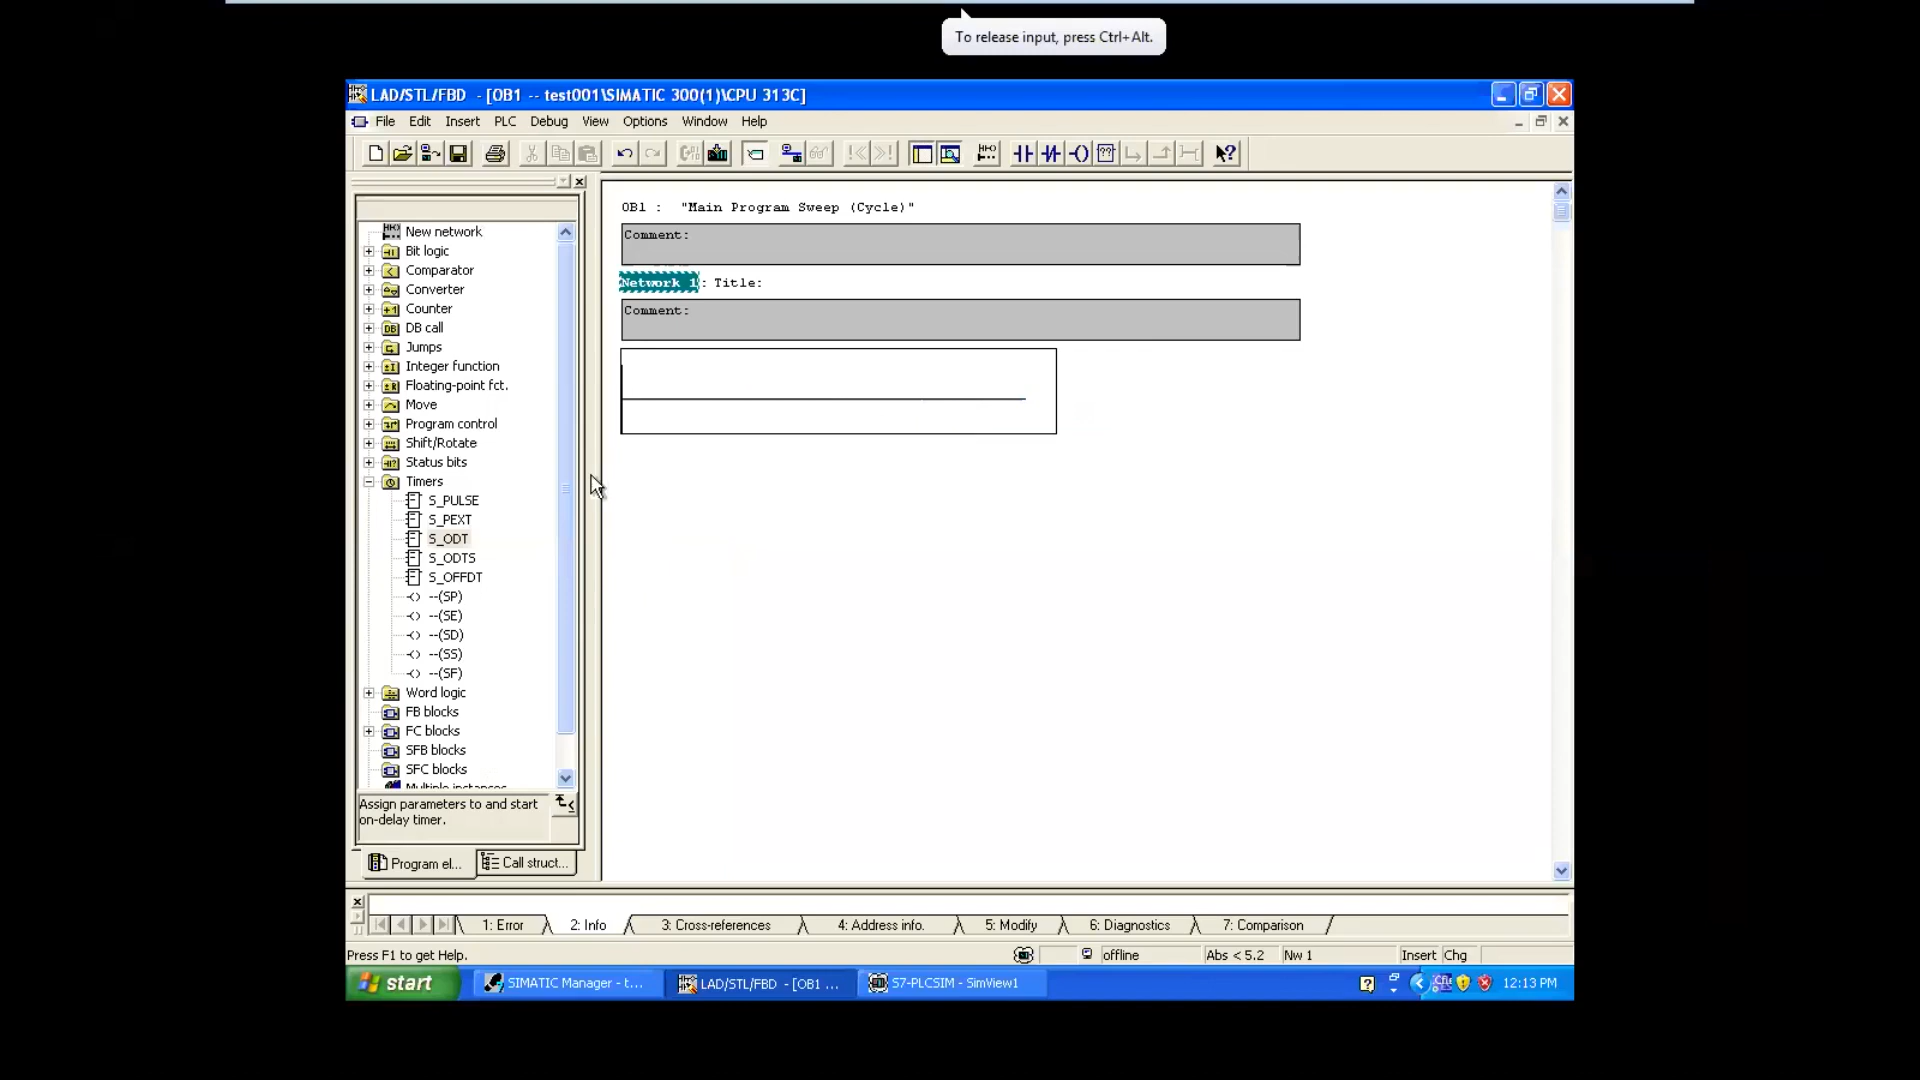 To release input, press Ctrl+Alt.
LAD/STL/FBD - [OB1 -- test001\SIMATIC 300(1)\CPU 313C]
File Edit Insert PLC Debug View Options Window Help
New network
Bit logic
Comparator
Converter
Counter
DB call
Jumps
Integer function
Floating-point fct.
Move
Program control
Shift/Rotate
Status bits
Timers
S_PULSE
S_PEXT
S_ODT
S_ODTS
S_OFFDT
--(SP)
--(SE)
--(SD)
--(SS)
--(SF)
Word logic
FB blocks
FC blocks
SFB blocks
SFC blocks
Multiple instances
Assign parameters to and start
on-delay timer.
Program el... Call struct...
OB1 : "Main Program Sweep (Cycle)"
Comment:
Network 1: Title:
Comment:
1: Error 2: Info 3: Cross-references 4: Address info. 5: Modify 6: Diagnostics 7: Comparison
Press F1 to get Help. offline Abs < 5.2 Nw 1 Insert Chg
start SIMATIC Manager - t... LAD/STL/FBD - [OB1 ... S7-PLCSIM - SimView1 12:13 PM